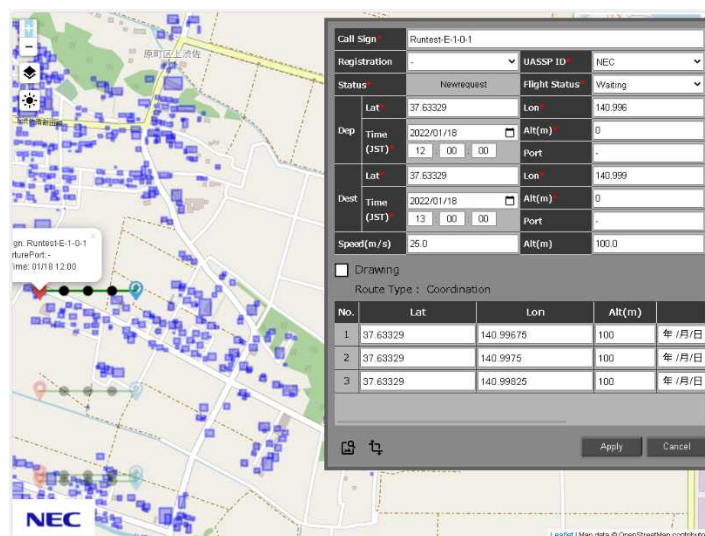 原町区上渋佐
gn: Runtest-E-1-0-1
rturePort: -
ime: 01/18 12:00
NEC
Call Sign* Runtest-E-1-0-1
Registration - UASSP ID* NEC
Status* Newrequest Flight Status* Waiting
Dep Lat* 37.63329 Lon* 140.996
Time (JST)* 2022/01/18 12 : 00 : 00 Alt(m)* 0
Port -
Dest Lat* 37.63329 Lon* 140.999
Time (JST)* 2022/01/18 13 : 00 : 00 Alt(m)* 0
Port -
Speed(m/s) 25.0 Alt(m) 100.0
Drawing
Route Type : Coordination
No. Lat Lon Alt(m)
1 37.63329 140.99675 100 年 /月/日
2 37.63329 140.9975 100 年 /月/日
3 37.63329 140.99825 100 年 /月/日
Apply Cancel
Leaflet | Map data © OpenStreetMap contributo